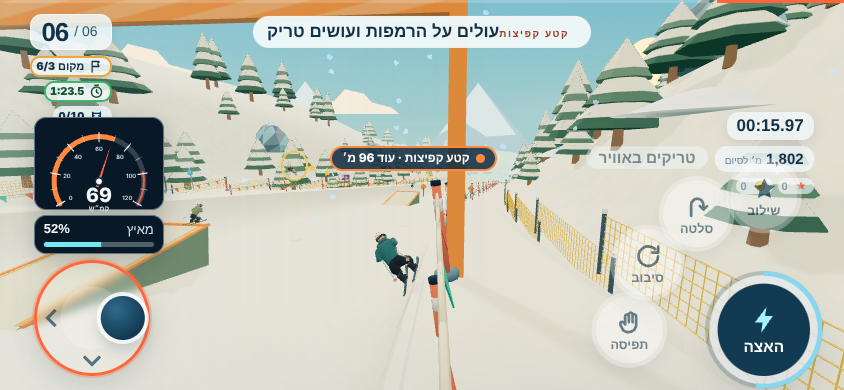 06 / 06
עולים על הרמפות ועושים טריק קטע קפיצות
מקום 6/3
1:23.5
0/10
0 20 40 60 80 100 120
69
קמ״ש
מאיץ 52%
קטע קפיצות · עוד 96 מ׳
00:15.97
1,802 מ׳ לסיום
טריקים באוויר
0 0
שילוב
סלטה
סיבוב
תפיסה
האצה